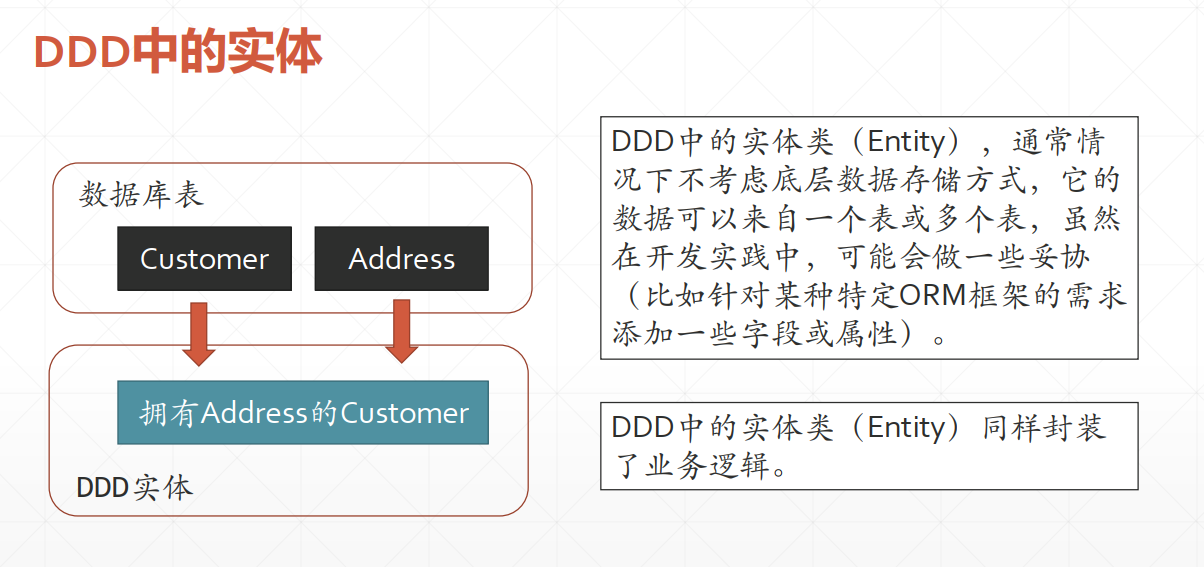 DDD中的实体
数据库表
Customer
Address
拥有Address的Customer
DDD实体
DDD中的实体类（Entity），通常情
况下不考虑底层数据存储方式，它的
数据可以来自一个表或多个表，虽然
在开发实践中，可能会做一些妥协
（比如针对某种特定ORM框架的需求
添加一些字段或属性）。
DDD中的实体类（Entity）同样封装
了业务逻辑。